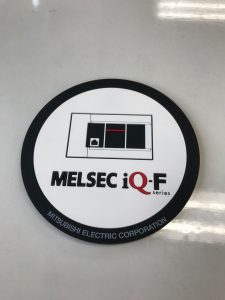 MELSEC iQ-F
series
MITSUBISHI ELECTRIC CORPORATION